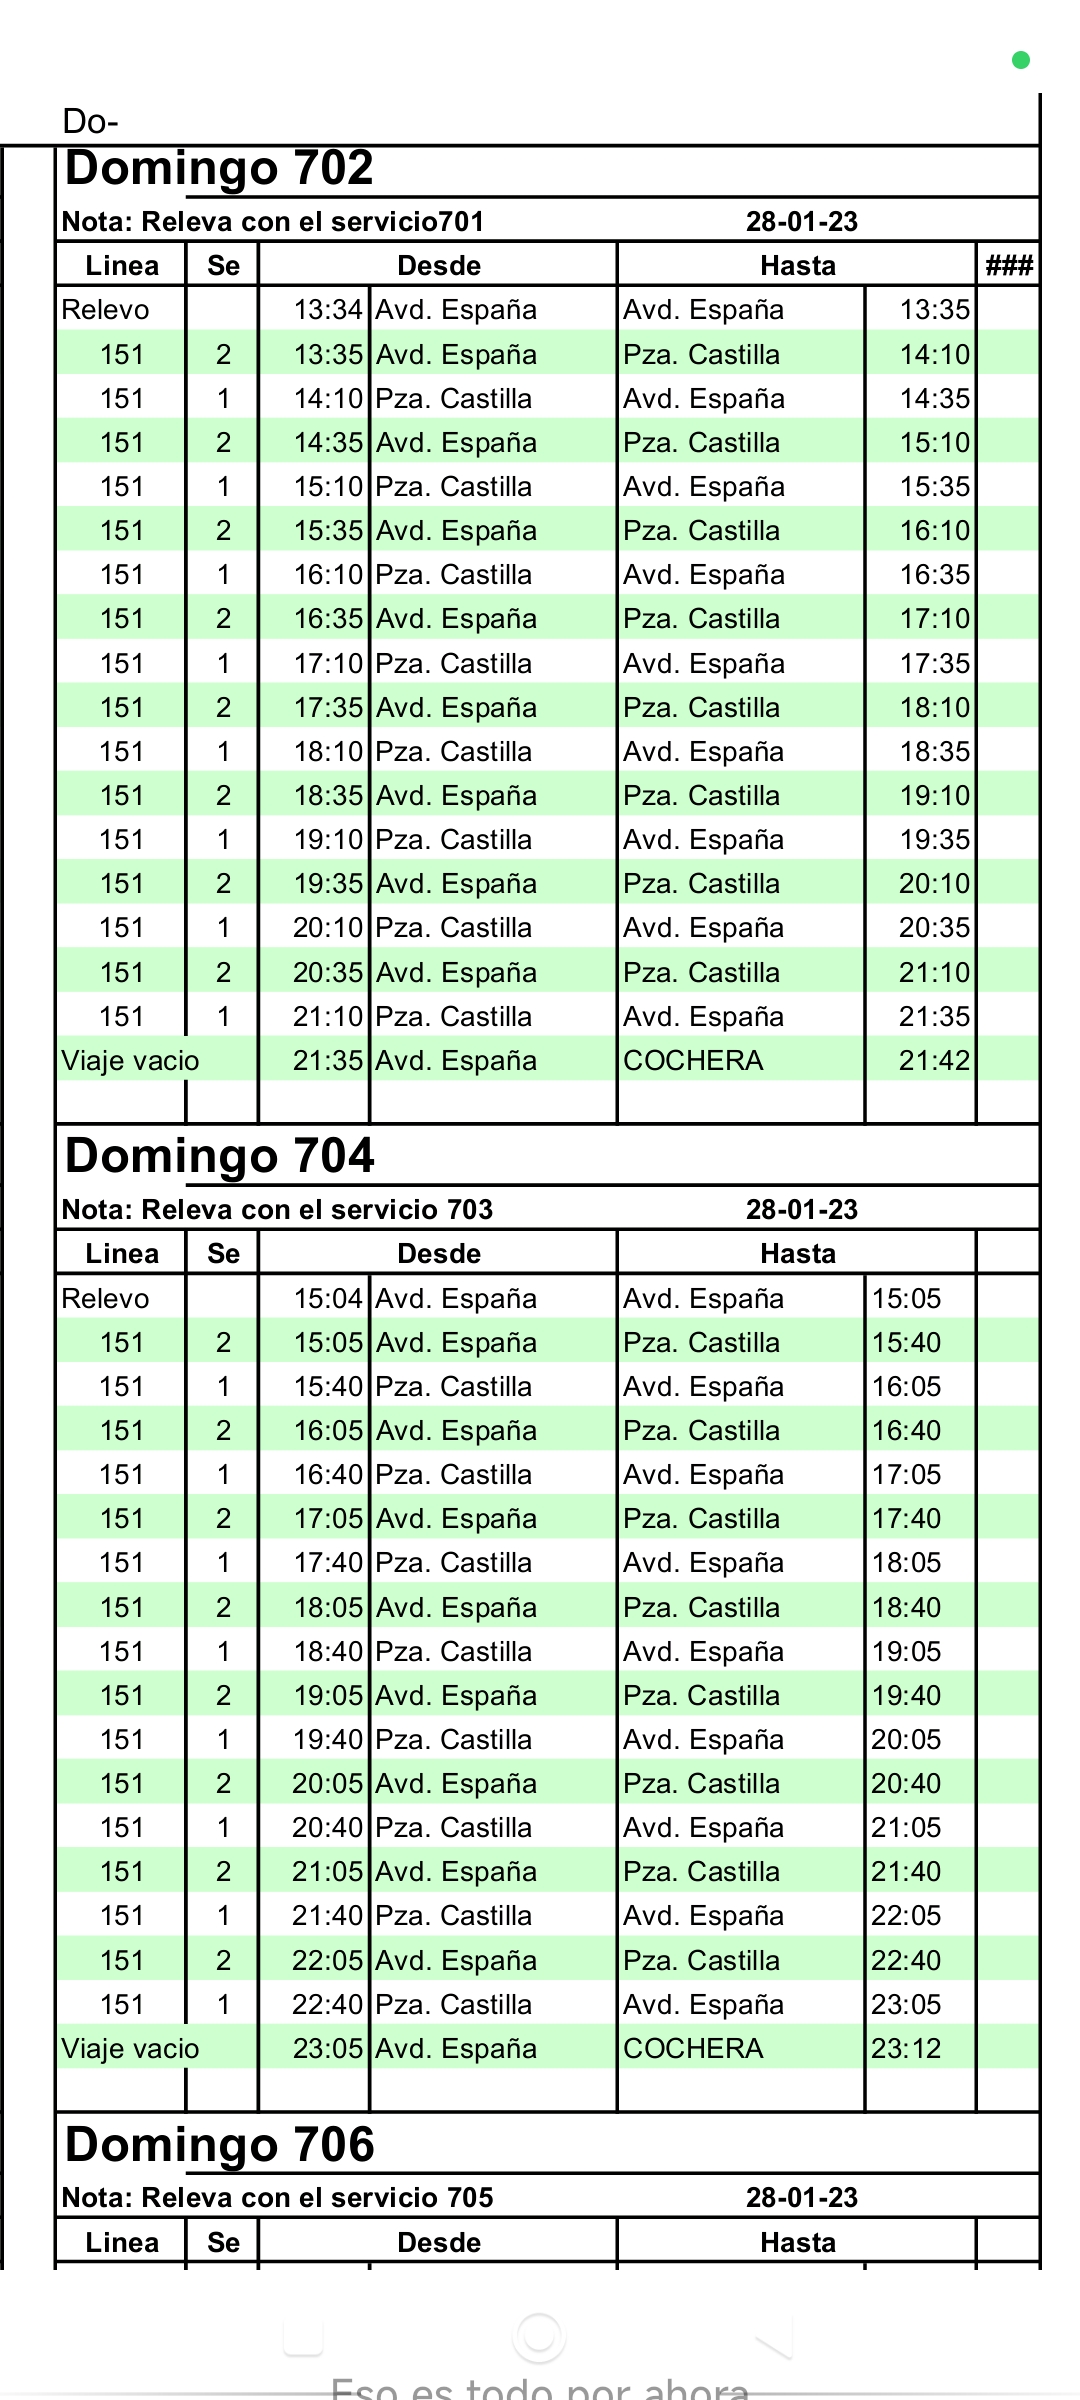 Do-
Domingo 702
Nota: Releva con el servicio701 28-01-23
Linea Se Desde Hasta ###
Relevo 13:34 Avd. España Avd. España 13:35
151 2 13:35 Avd. España Pza. Castilla 14:10
151 1 14:10 Pza. Castilla Avd. España 14:35
151 2 14:35 Avd. España Pza. Castilla 15:10
151 1 15:10 Pza. Castilla Avd. España 15:35
151 2 15:35 Avd. España Pza. Castilla 16:10
151 1 16:10 Pza. Castilla Avd. España 16:35
151 2 16:35 Avd. España Pza. Castilla 17:10
151 1 17:10 Pza. Castilla Avd. España 17:35
151 2 17:35 Avd. España Pza. Castilla 18:10
151 1 18:10 Pza. Castilla Avd. España 18:35
151 2 18:35 Avd. España Pza. Castilla 19:10
151 1 19:10 Pza. Castilla Avd. España 19:35
151 2 19:35 Avd. España Pza. Castilla 20:10
151 1 20:10 Pza. Castilla Avd. España 20:35
151 2 20:35 Avd. España Pza. Castilla 21:10
151 1 21:10 Pza. Castilla Avd. España 21:35
Viaje vacio 21:35 Avd. España COCHERA 21:42
Domingo 704
Nota: Releva con el servicio 703 28-01-23
Linea Se Desde Hasta
Relevo 15:04 Avd. España Avd. España 15:05
151 2 15:05 Avd. España Pza. Castilla 15:40
151 1 15:40 Pza. Castilla Avd. España 16:05
151 2 16:05 Avd. España Pza. Castilla 16:40
151 1 16:40 Pza. Castilla Avd. España 17:05
151 2 17:05 Avd. España Pza. Castilla 17:40
151 1 17:40 Pza. Castilla Avd. España 18:05
151 2 18:05 Avd. España Pza. Castilla 18:40
151 1 18:40 Pza. Castilla Avd. España 19:05
151 2 19:05 Avd. España Pza. Castilla 19:40
151 1 19:40 Pza. Castilla Avd. España 20:05
151 2 20:05 Avd. España Pza. Castilla 20:40
151 1 20:40 Pza. Castilla Avd. España 21:05
151 2 21:05 Avd. España Pza. Castilla 21:40
151 1 21:40 Pza. Castilla Avd. España 22:05
151 2 22:05 Avd. España Pza. Castilla 22:40
151 1 22:40 Pza. Castilla Avd. España 23:05
Viaje vacio 23:05 Avd. España COCHERA 23:12
Domingo 706
Nota: Releva con el servicio 705 28-01-23
Linea Se Desde Hasta
Eso es todo por ahora